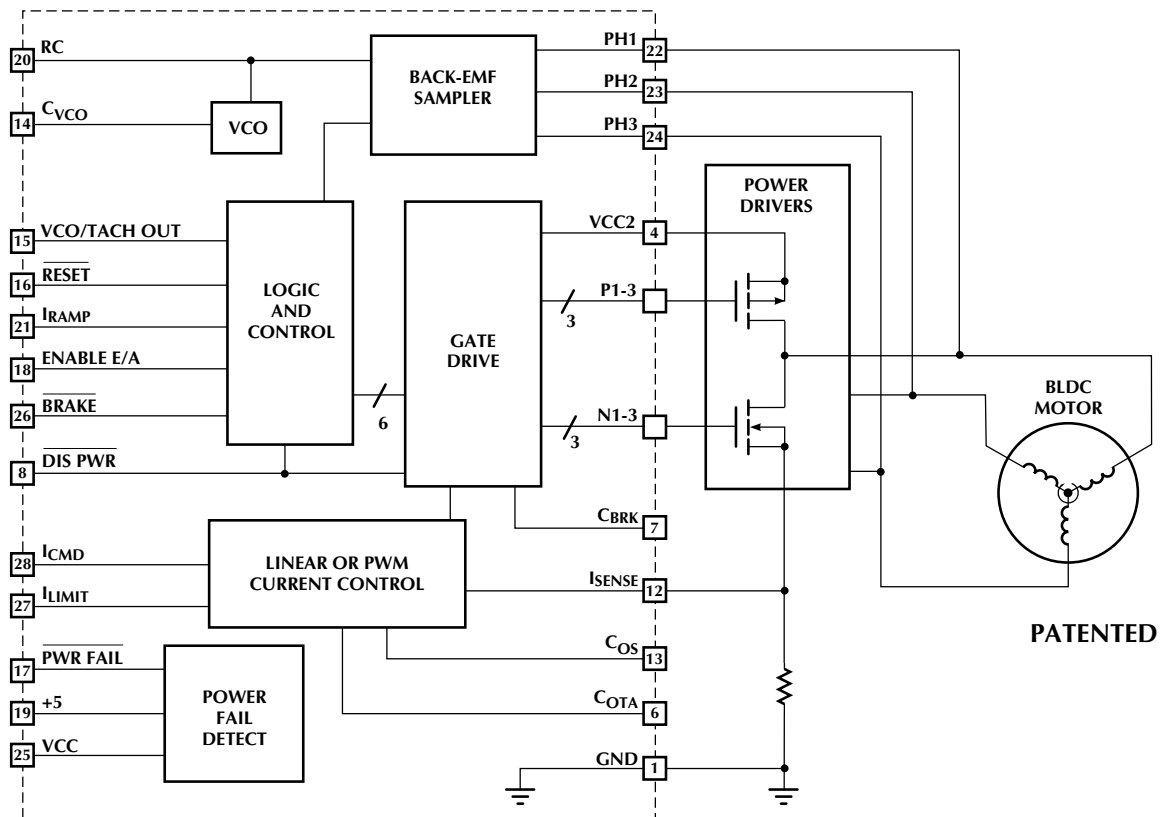 20 RC
14 CVCO
VCO
BACK-EMF
SAMPLER
PH1 22
PH2 23
PH3 24
15 VCO/TACH OUT
16 RESET
21 IRAMP
18 ENABLE E/A
26 BRAKE
8 DIS PWR
LOGIC
AND
CONTROL
6
GATE
DRIVE
VCC2 4
P1-3
3
N1-3
3
CBRK 7
POWER
DRIVERS
BLDC
MOTOR
28 ICMD
27 ILIMIT
LINEAR OR PWM
CURRENT CONTROL
ISENSE 12
COS 13
COTA 6
GND 1
17 PWR FAIL
19 +5
25 VCC
POWER
FAIL
DETECT
PATENTED